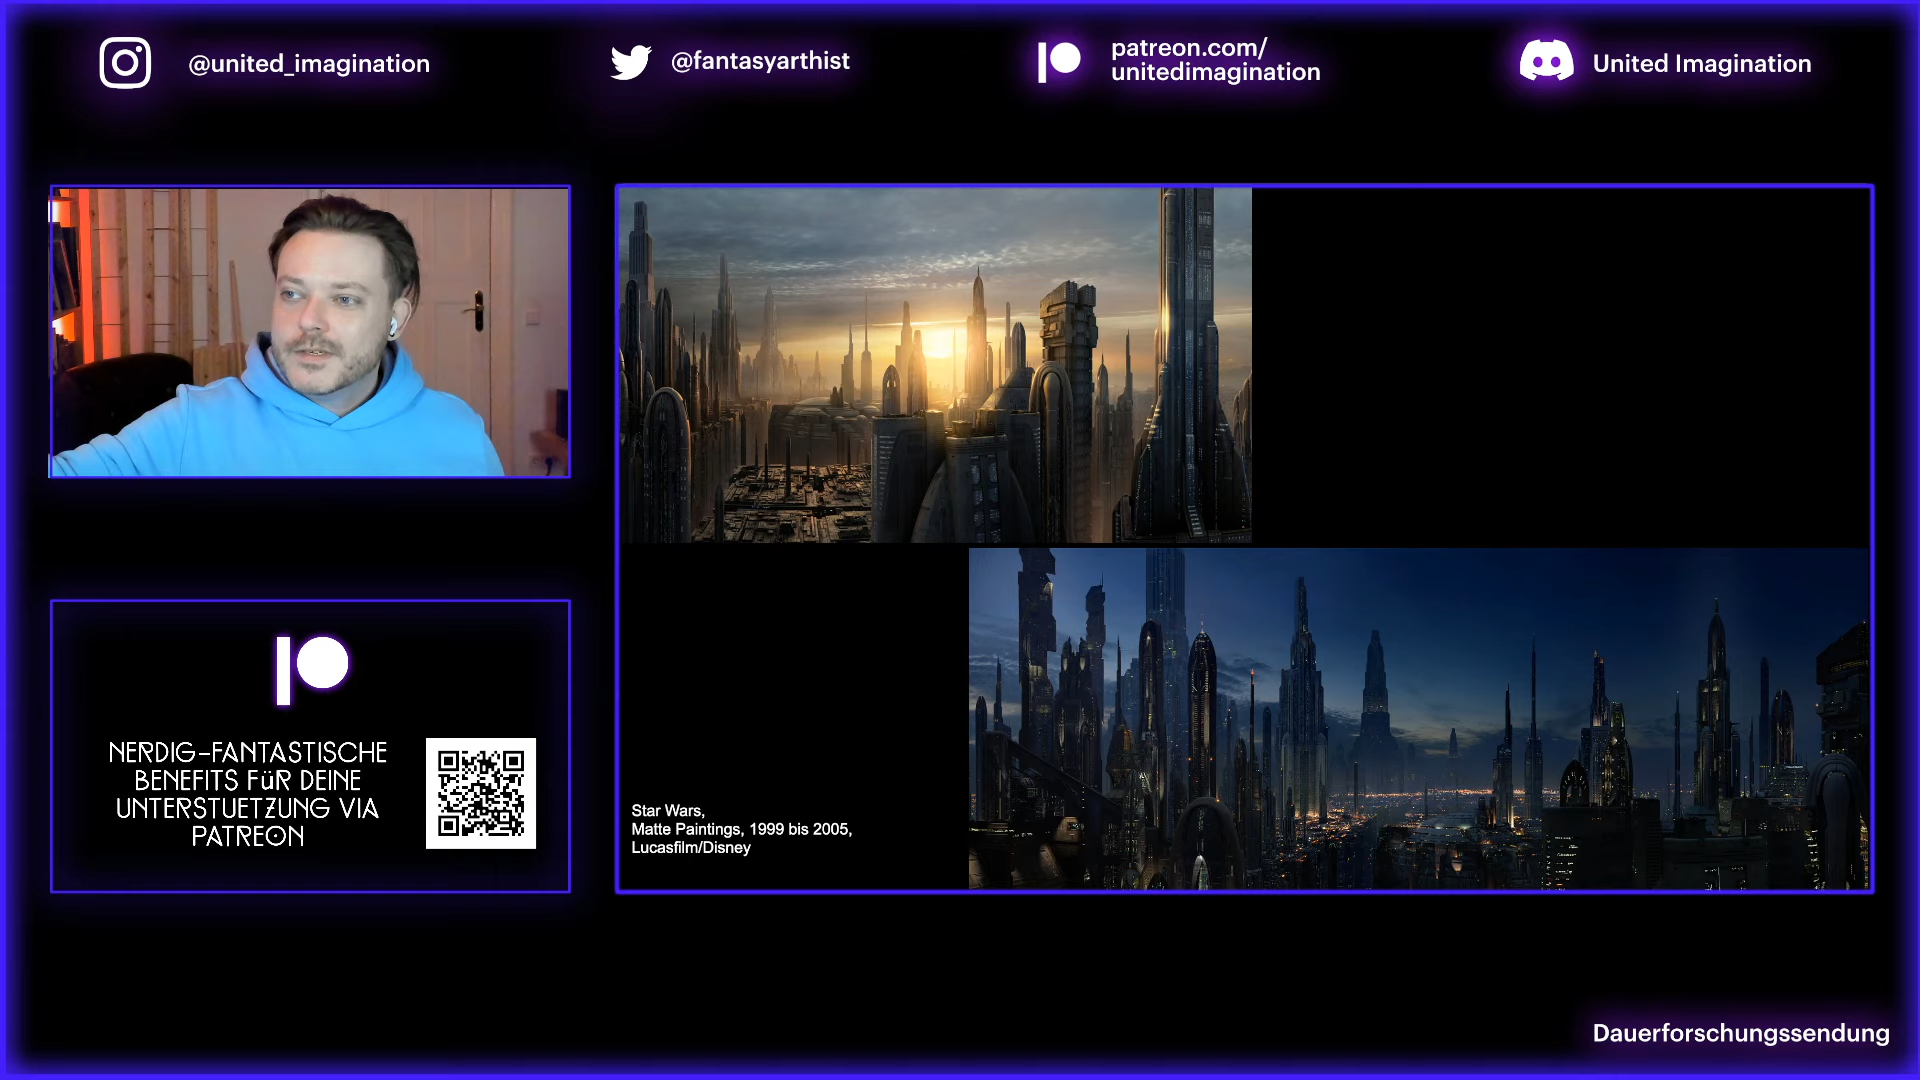 @united_imagination
@fantasyarthist
patreon.com/
unitedimagination
United Imagination
NERDIG-FANTASTISCHE
BENEFITS FüR DEINE
UNTERSTUETZUNG VIA
PATREON
Star Wars,
Matte Paintings, 1999 bis 2005,
Lucasfilm/Disney
Dauerforschungssendung